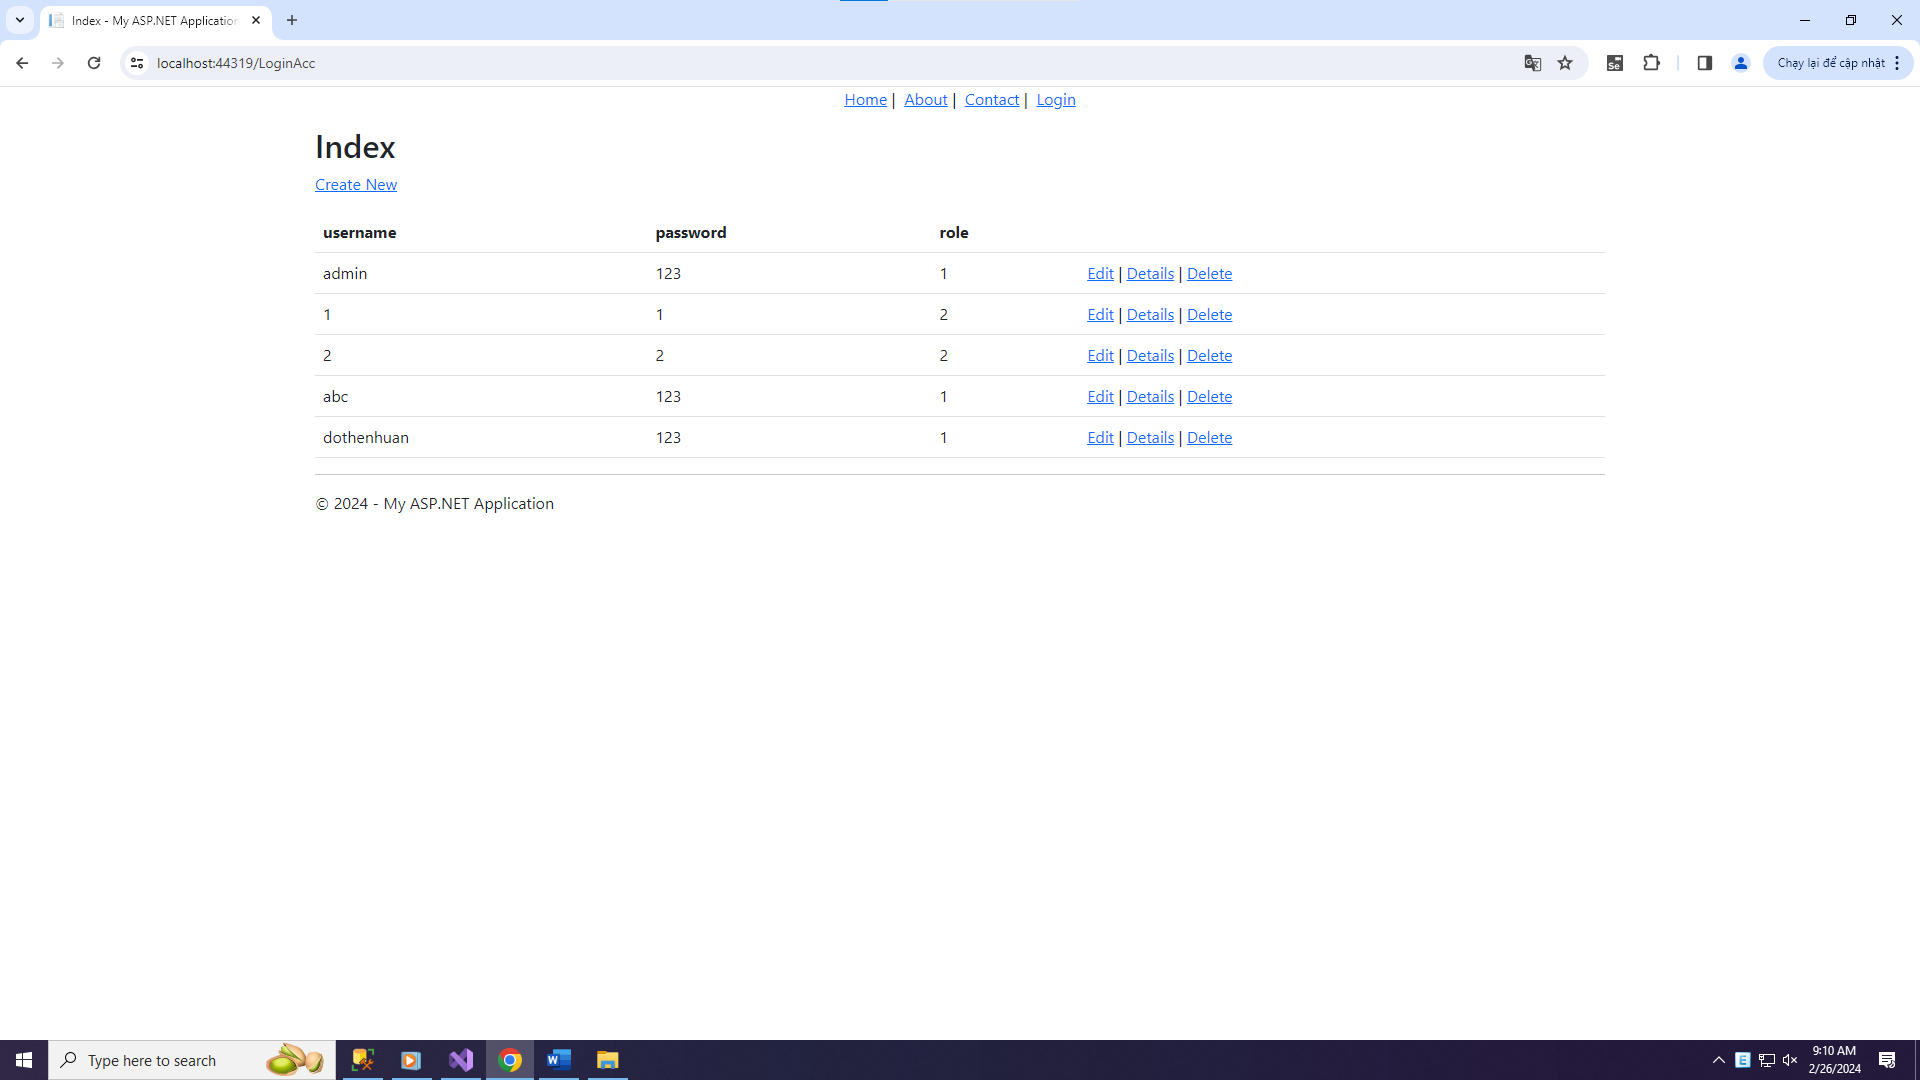 Index - My ASP.NET Application
localhost:44319/LoginAcc
Se
Chạy lại để cập nhật
Home | About | Contact | Login
Index
Create New
username password role
admin 123 1 Edit | Details | Delete
1 1 2 Edit | Details | Delete
2 2 2 Edit | Details | Delete
abc 123 1 Edit | Details | Delete
dothenhuan 123 1 Edit | Details | Delete
© 2024 - My ASP.NET Application
Type here to search
E
9:10 AM
2/26/2024